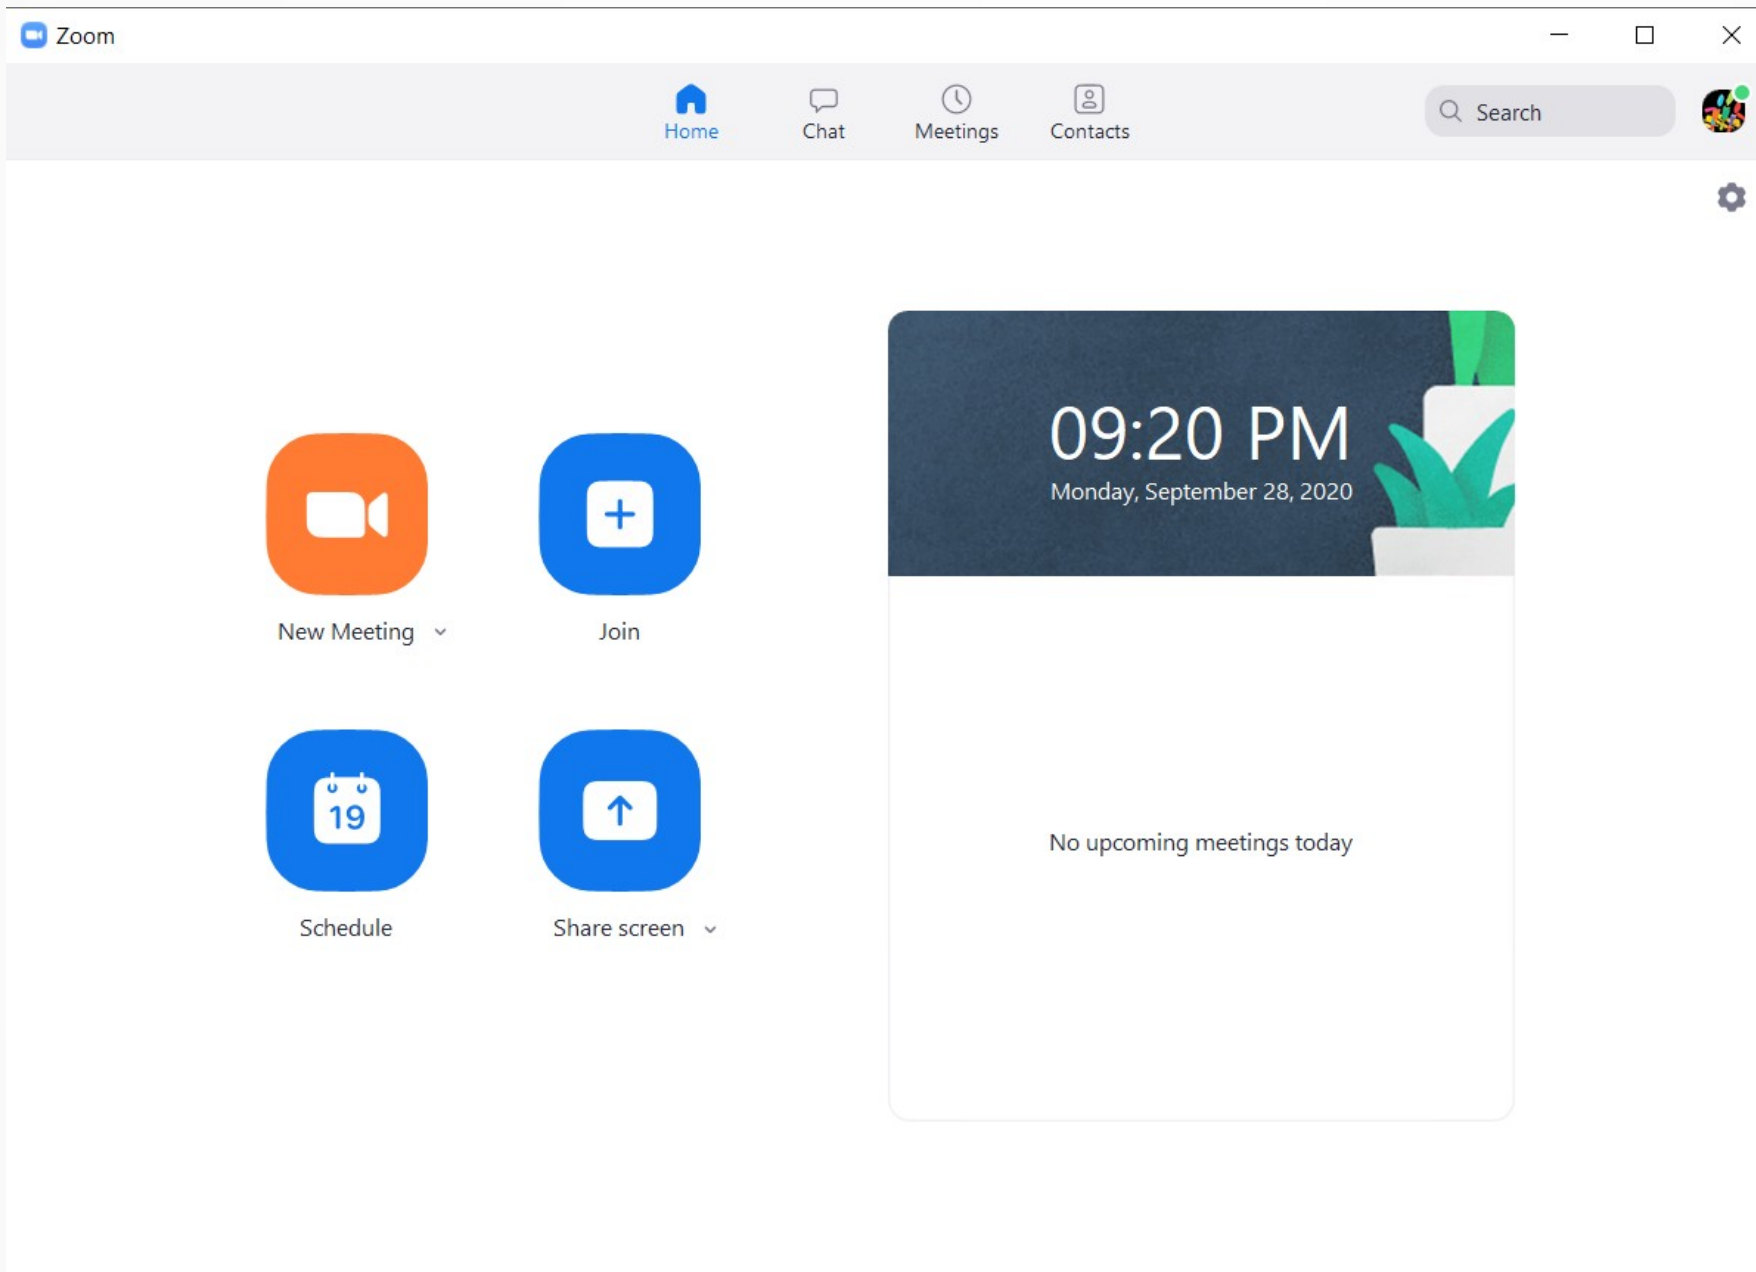 Zoom
Home
Chat
Meetings
Contacts
Search
09:20 PM
Monday, September 28, 2020
New Meeting
Join
19
Schedule
Share screen
No upcoming meetings today